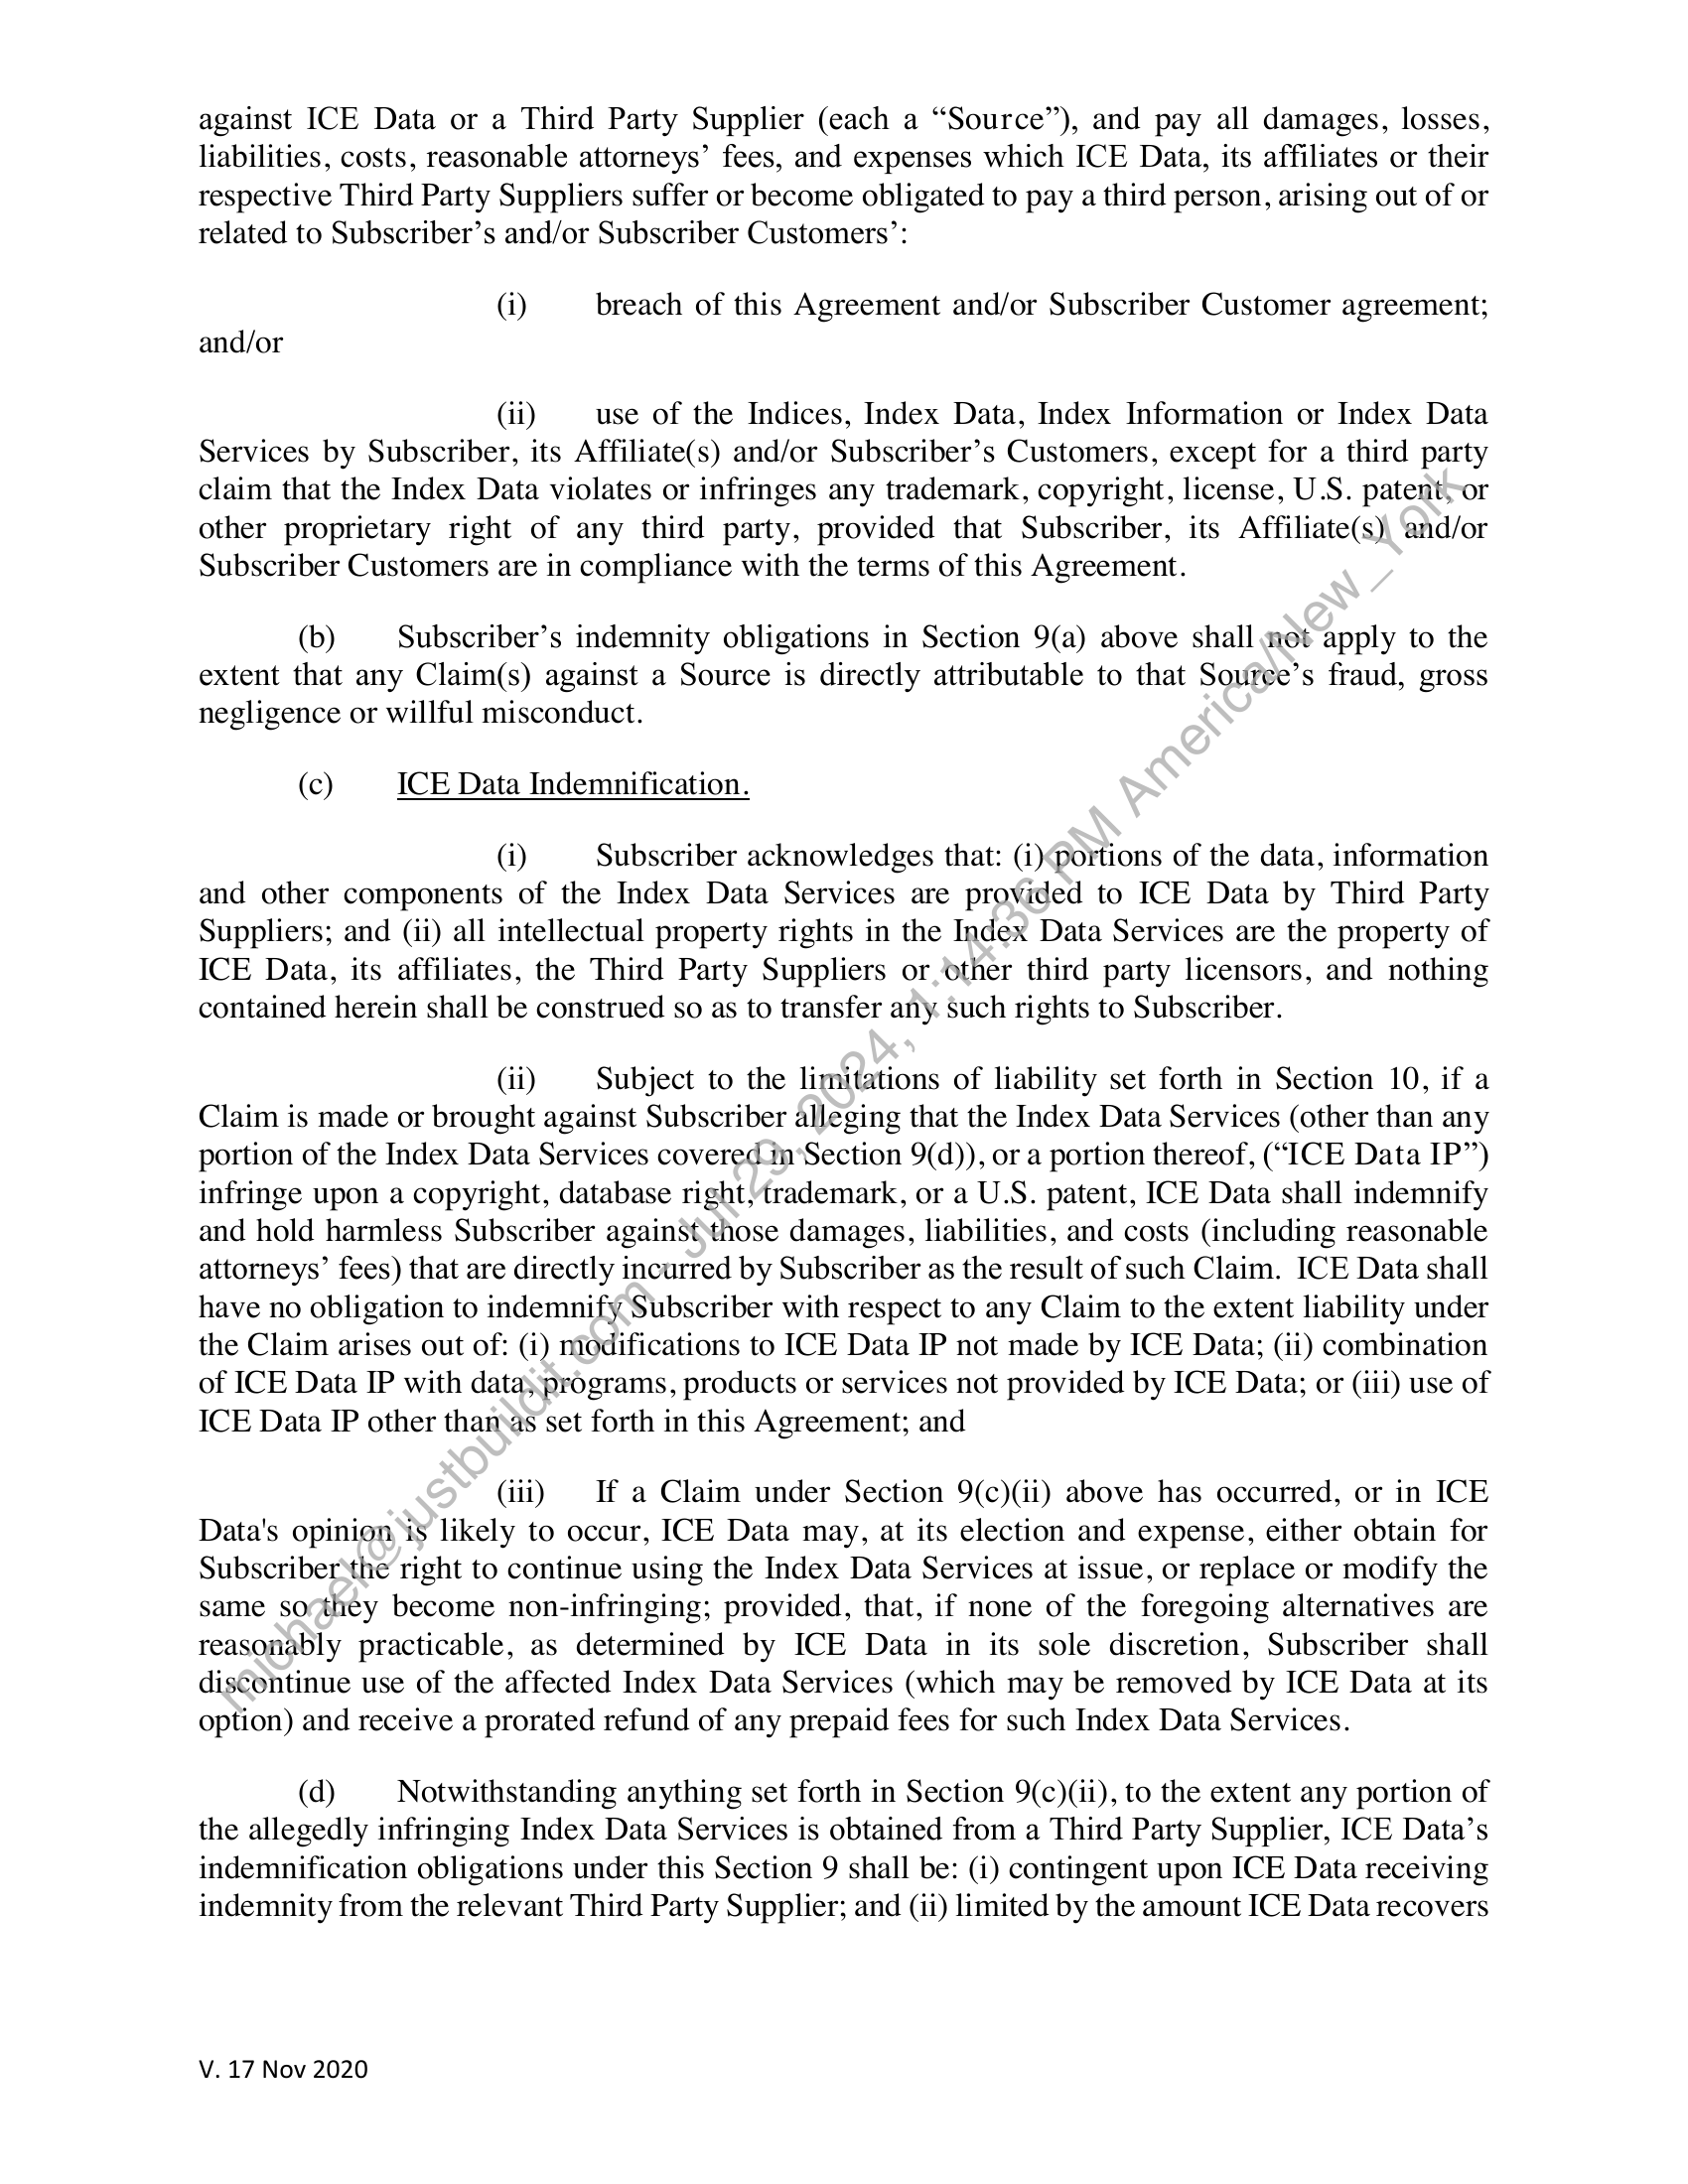 against ICE Data or a Third Party Supplier (each a “Source”), and pay all damages, losses,
liabilities, costs, reasonable attorneys’ fees, and expenses which ICE Data, its affiliates or their
respective Third Party Suppliers suffer or become obligated to pay a third person, arising out of or
related to Subscriber’s and/or Subscriber Customers’:
(i) breach of this Agreement and/or Subscriber Customer agreement;
and/or
(ii) use of the Indices, Index Data, Index Information or Index Data
Services by Subscriber, its Affiliate(s) and/or Subscriber’s Customers, except for a third party
claim that the Index Data violates or infringes any trademark, copyright, license, U.S. patent, or
other proprietary right of any third party, provided that Subscriber, its Affiliate(s) and/or
Subscriber Customers are in compliance with the terms of this Agreement.
(b) Subscriber’s indemnity obligations in Section 9(a) above shall not apply to the
extent that any Claim(s) against a Source is directly attributable to that Source’s fraud, gross
negligence or willful misconduct.
(c) ICE Data Indemnification.
(i) Subscriber acknowledges that: (i) portions of the data, information
and other components of the Index Data Services are provided to ICE Data by Third Party
Suppliers; and (ii) all intellectual property rights in the Index Data Services are the property of
ICE Data, its affiliates, the Third Party Suppliers or other third party licensors, and nothing
contained herein shall be construed so as to transfer any such rights to Subscriber.
(ii) Subject to the limitations of liability set forth in Section 10, if a
Claim is made or brought against Subscriber alleging that the Index Data Services (other than any
portion of the Index Data Services covered in Section 9(d)), or a portion thereof, (“ICE Data IP”)
infringe upon a copyright, database right, trademark, or a U.S. patent, ICE Data shall indemnify
and hold harmless Subscriber against those damages, liabilities, and costs (including reasonable
attorneys’ fees) that are directly incurred by Subscriber as the result of such Claim.  ICE Data shall
have no obligation to indemnify Subscriber with respect to any Claim to the extent liability under
the Claim arises out of: (i) modifications to ICE Data IP not made by ICE Data; (ii) combination
of ICE Data IP with data, programs, products or services not provided by ICE Data; or (iii) use of
ICE Data IP other than as set forth in this Agreement; and
(iii) If a Claim under Section 9(c)(ii) above has occurred, or in ICE
Data's opinion is likely to occur, ICE Data may, at its election and expense, either obtain for
Subscriber the right to continue using the Index Data Services at issue, or replace or modify the
same so they become non-infringing; provided, that, if none of the foregoing alternatives are
reasonably practicable, as determined by ICE Data in its sole discretion, Subscriber shall
discontinue use of the affected Index Data Services (which may be removed by ICE Data at its
option) and receive a prorated refund of any prepaid fees for such Index Data Services.
(d) Notwithstanding anything set forth in Section 9(c)(ii), to the extent any portion of
the allegedly infringing Index Data Services is obtained from a Third Party Supplier, ICE Data’s
indemnification obligations under this Section 9 shall be: (i) contingent upon ICE Data receiving
indemnity from the relevant Third Party Supplier; and (ii) limited by the amount ICE Data recovers
V. 17 Nov 2020
michael@justbuildit.com - Jul 29, 2024, 1:14:36 PM America/New_York